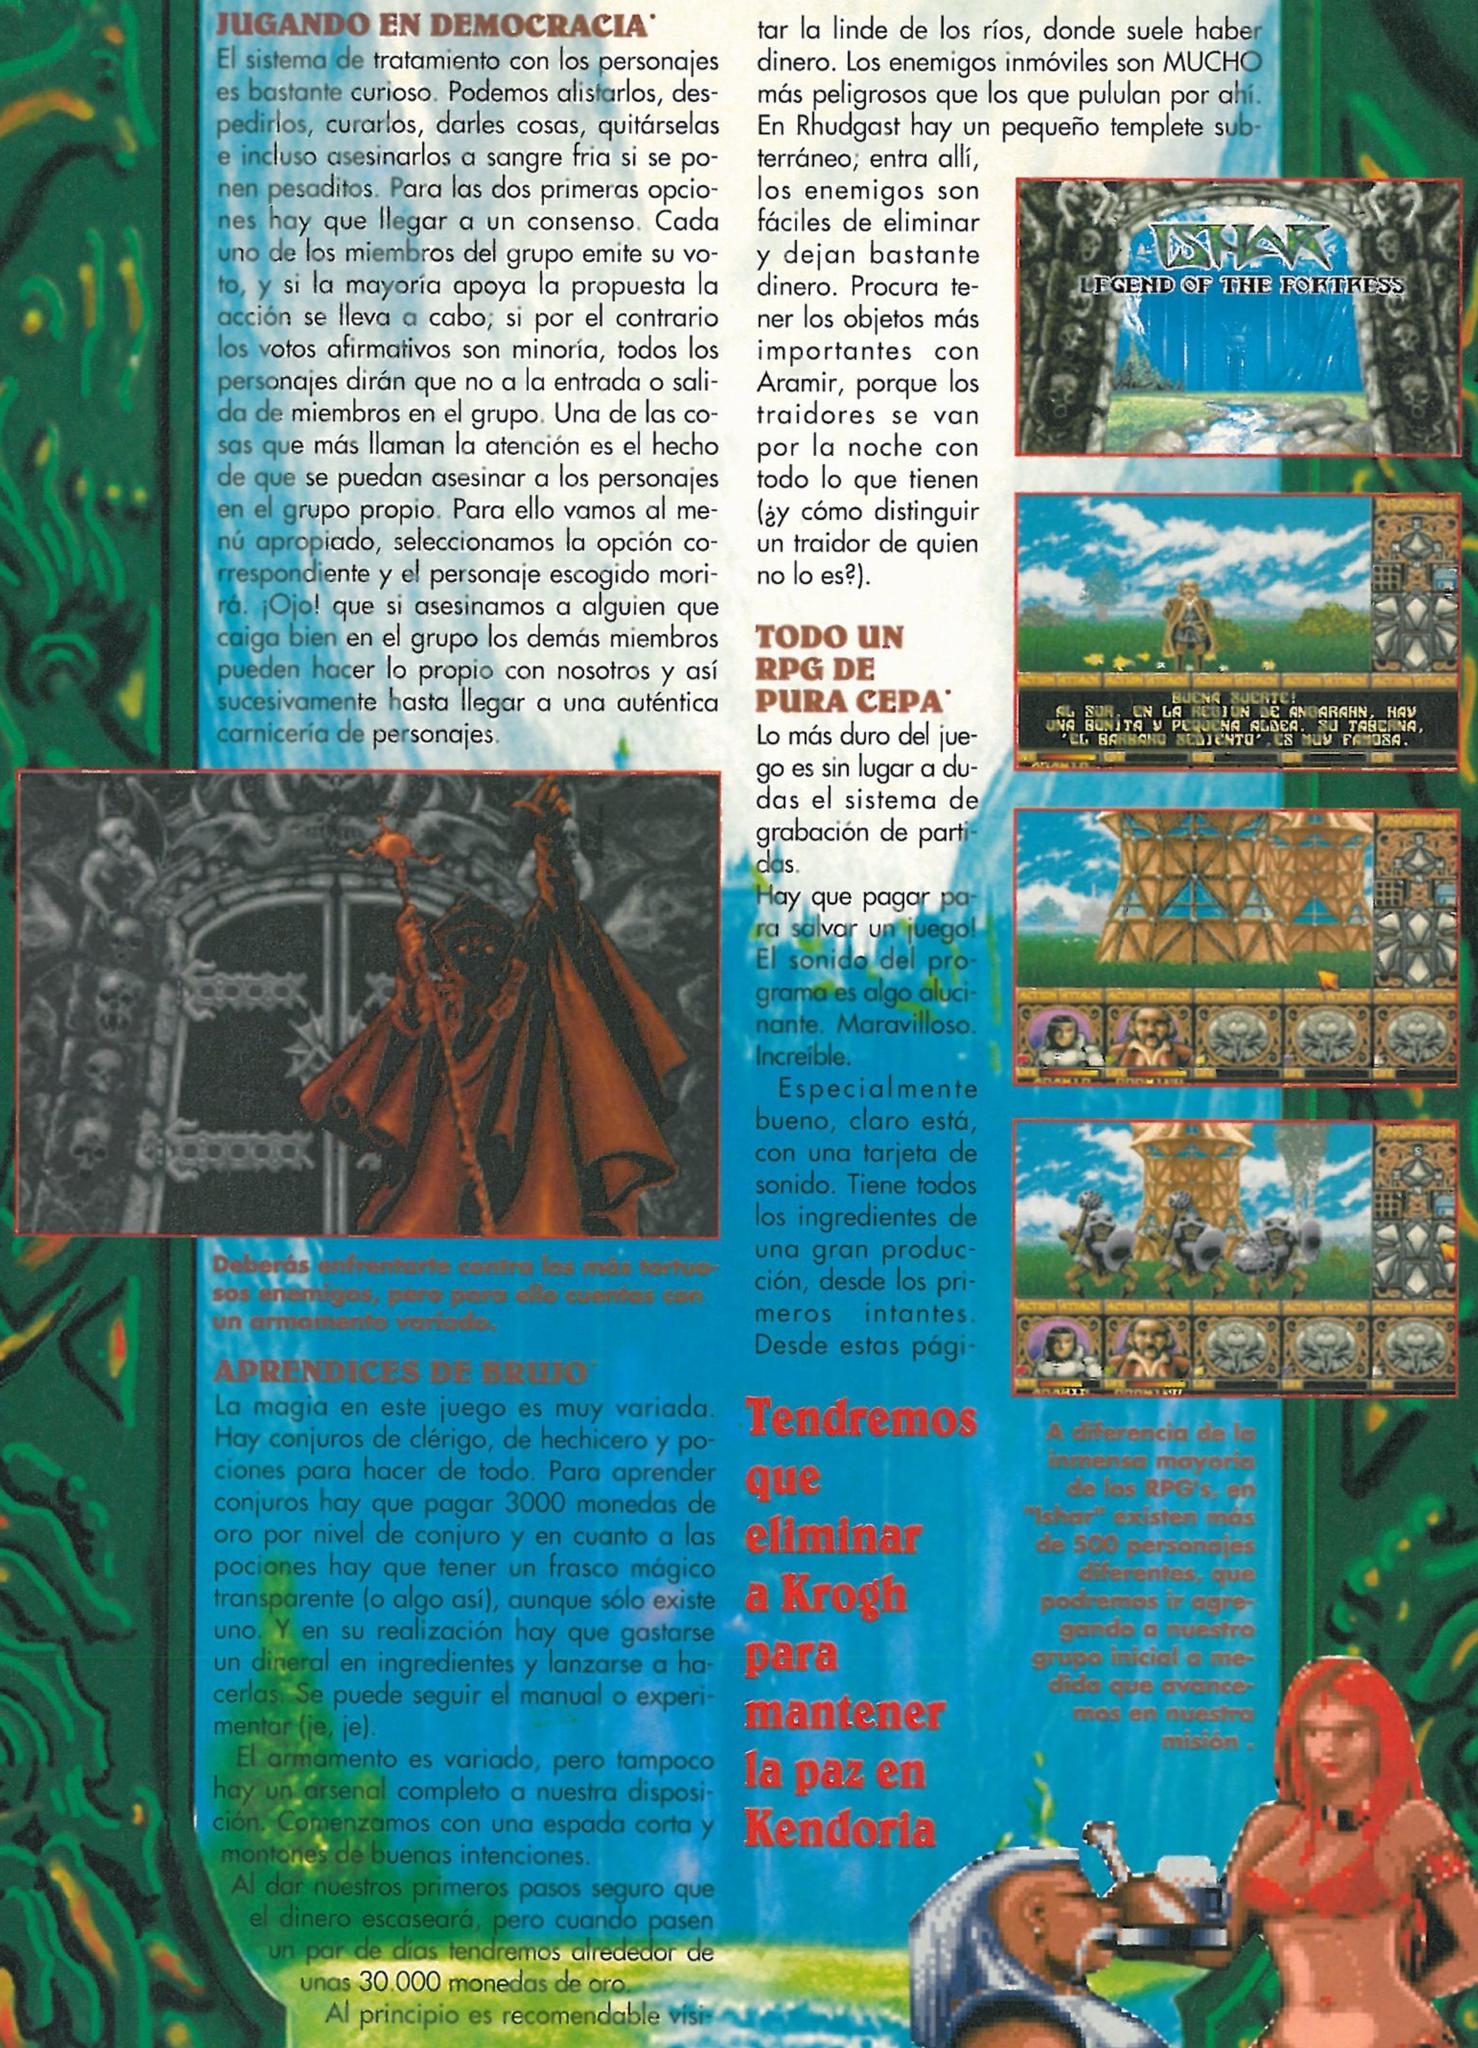 JUGANDO EN DEMOCRACIA
El sistema de tratamiento con los personajes
es bastante curioso. Podemos alistarlos, des-
pedirlos, curarlos, darles cosas, quitárselas
e incluso asesinarlos a sangre fria si se po-
nen pesaditos. Para las dos primeras opcio-
nes hay que llegar a un consenso. Cada
uno de los miembros del grupo emite su vo-
to, y si la mayoría apoya la propuesta la
acción se lleva a cabo; si por el contrario
los votos afirmativos son minoría, todos los
personajes dirán que no a la entrada o sali-
da de miembros en el grupo. Una de las co-
sas que más llaman la atención es el hecho
de que se puedan asesinar a los personajes
en el grupo propio. Para ello vamos al me-
nú apropiado, seleccionamos la opción co-
rrespondiente y el personaje escogido mori-
rá. ¡Ojo! que si asesinamos a alguien que
caiga bien en el grupo los demás miembros
pueden hacer lo propio con nosotros y así
sucesivamente hasta llegar a una auténtica
carnicería de personajes.
Deberás enfrentarte contra los más tortuo-
sos enemigos, pero para ello cuentas con
un armamento variado.
APRENDICES DE BRUJO
La magia en este juego es muy variada.
Hay conjuros de clérigo, de hechicero y po-
ciones para hacer de todo. Para aprender
conjuros hay que pagar 3000 monedas de
oro por nivel de conjuro y en cuanto a las
pociones hay que tener un frasco mágico
transparente (o algo así), aunque sólo existe
uno. Y en su realización hay que gastarse
un dineral en ingredientes y lanzarse a ha-
cerlas. Se puede seguir el manual o experi-
mentar (je, je).
El armamento es variado, pero tampoco
hay un arsenal completo a nuestra disposi-
ción. Comenzamos con una espada corta y
montones de buenas intenciones.
Al dar nuestros primeros pasos seguro que
el dinero escaseará, pero cuando pasen
un par de días tendremos alrededor de
unas 30.000 monedas de oro.
Al principio es recomendable visi-
tar la linde de los ríos, donde suele haber
dinero. Los enemigos inmóviles son MUCHO
más peligrosos que los que pululan por ahí.
En Rhudgast hay un pequeño templete sub-
terráneo; entra allí,
los enemigos son
fáciles de eliminar
y dejan bastante
dinero. Procura te-
ner los objetos más
importantes con
Aramir, porque los
traidores se van
por la noche con
todo lo que tienen
(¿y cómo distinguir
un traidor de quien
no lo es?).
TODO UN
RPG DE
PURA CEPA
Lo más duro del jue-
go es sin lugar a du-
das el sistema de
grabación de parti-
das.
Hay que pagar pa-
ra salvar un juego!
El sonido del pro-
grama es algo aluci-
nante. Maravilloso.
Increíble.
Especialmente
bueno, claro está,
con una tarjeta de
sonido. Tiene todos
los ingredientes de
una gran produc-
ción, desde los pri-
meros intantes.
Desde estas pági-
Tendremos
que
eliminar
a Krogh
para
mantener
la paz en
Kendoria
ISHAR
LEGEND OF THE FORTRESS
BUENA SUERTE!
AL SUR, EN LA REGION DE ANGARAHN, HAY
UNA BONITA Y PEQUEÑA ALDEA. SU TABERNA,
'EL BARBARO SEDIENTO' ES MUY FAMOSA.
ACTION ATTACK
A diferencia de la
inmensa mayoría
de los RPG's, en
"Ishar" existen más
de 500 personajes
diferentes, que
podremos ir agre-
gando a nuestro
grupo inicial a me-
dida que avance-
mos en nuestra
misión .